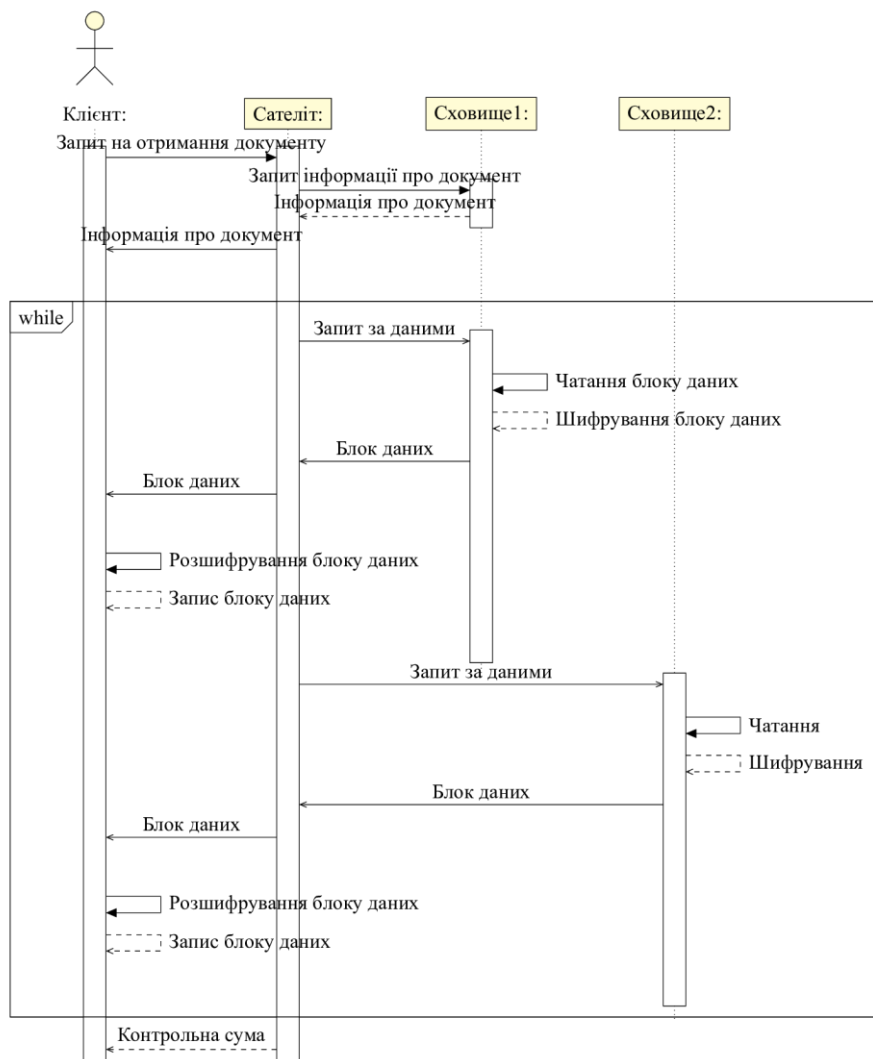 Клієнт:
Сателіт:
Сховище1:
Сховище2:
Запит на отримання документу
Запит інформації про документ
Інформація про документ
Інформація про документ
while
Запит за даними
Чатання блоку даних
Шифрування блоку даних
Блок даних
Блок даних
Розшифрування блоку даних
Запис блоку даних
Запит за даними
Чатання
Шифрування
Блок даних
Блок даних
Розшифрування блоку даних
Запис блоку даних
Контрольна сума